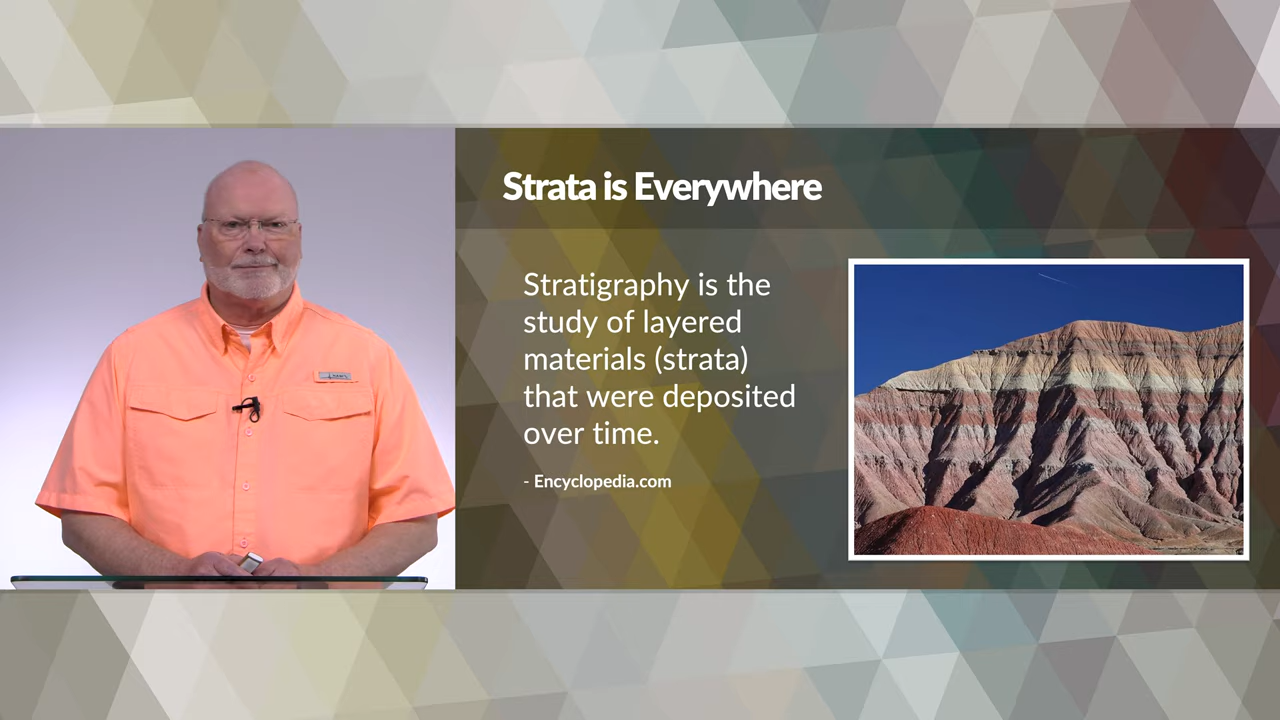 Strata is Everywhere
Stratigraphy is the
study of layered
materials (strata)
that were deposited
over time.
- Encyclopedia.com